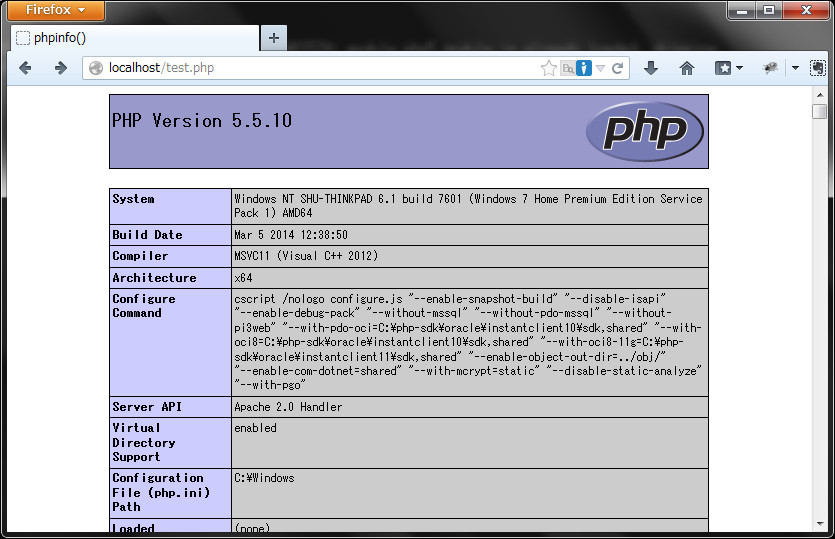 Firefox
phpinfo()
localhost/test.php
PHP Version 5.5.10
php
System
Windows NT SHU-THINKPAD 6.1 build 7601 (Windows 7 Home Premium Edition Service
Pack 1) AMD64
Build Date
Mar 5 2014 12:38:50
Compiler
MSVC11 (Visual C++ 2012)
Architecture
x64
Configure
Command
cscript /nologo configure.js "--enable-snapshot-build" "--disable-isapi"
"--enable-debug-pack" "--without-mssql" "--without-pdo-mssql" "--without-
pi3web" "--with-pdo-oci=C:¥php-sdk¥oracle¥instantclient10¥sdk,shared" "--with-
oci8=C:¥php-sdk¥oracle¥instantclient10¥sdk,shared" "--with-oci8-11g=C:¥php-
sdk¥oracle¥instantclient11¥sdk,shared" "--enable-object-out-dir=../obj/"
"--enable-com-dotnet=shared" "--with-mcrypt=static" "--disable-static-analyze"
"--with-pgo"
Server API
Apache 2.0 Handler
Virtual
Directory
Support
enabled
Configuration
File (php.ini)
Path
C:¥Windows
Loaded
(none)